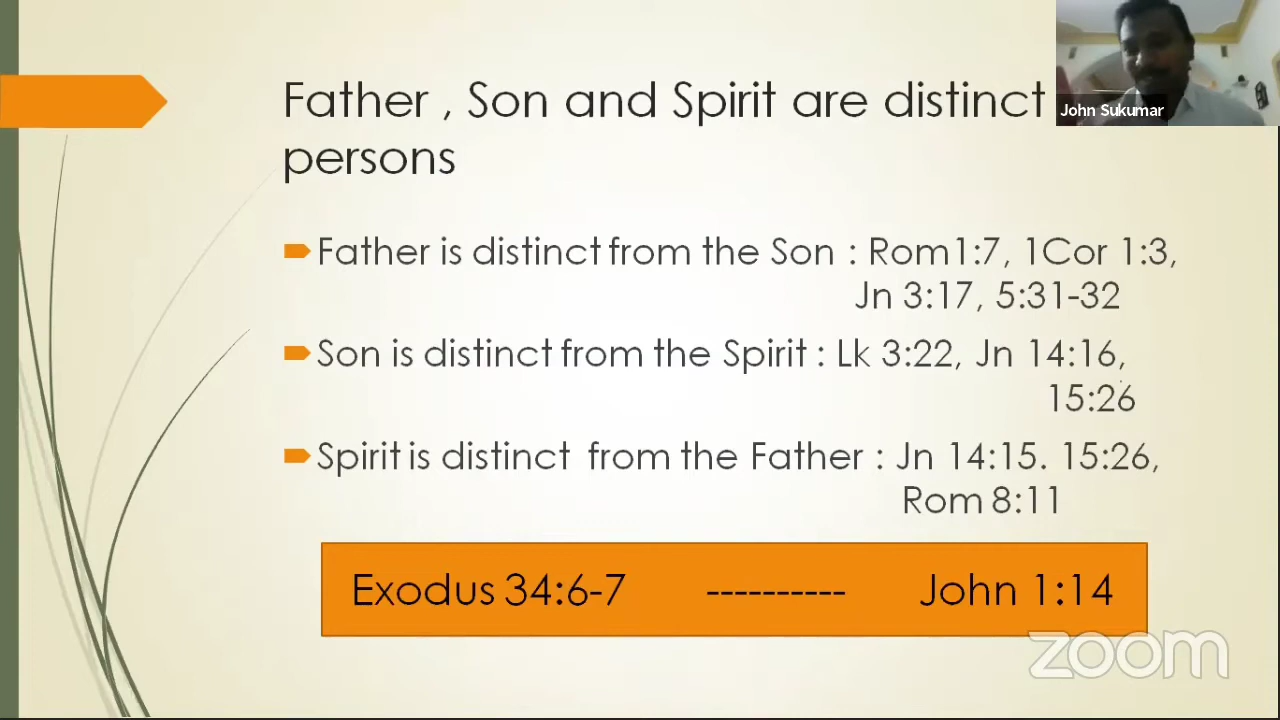 Father , Son and Spirit are distinct
persons
John Sukumar
Father is distinct from the Son : Rom1:7, 1Cor 1:3,
Jn 3:17, 5:31-32
Son is distinct from the Spirit : Lk 3:22, Jn 14:16,
15:26
Spirit is distinct from the Father : Jn 14:15. 15:26,
Rom 8:11
Exodus 34:6-7 ---------- John 1:14
zoom